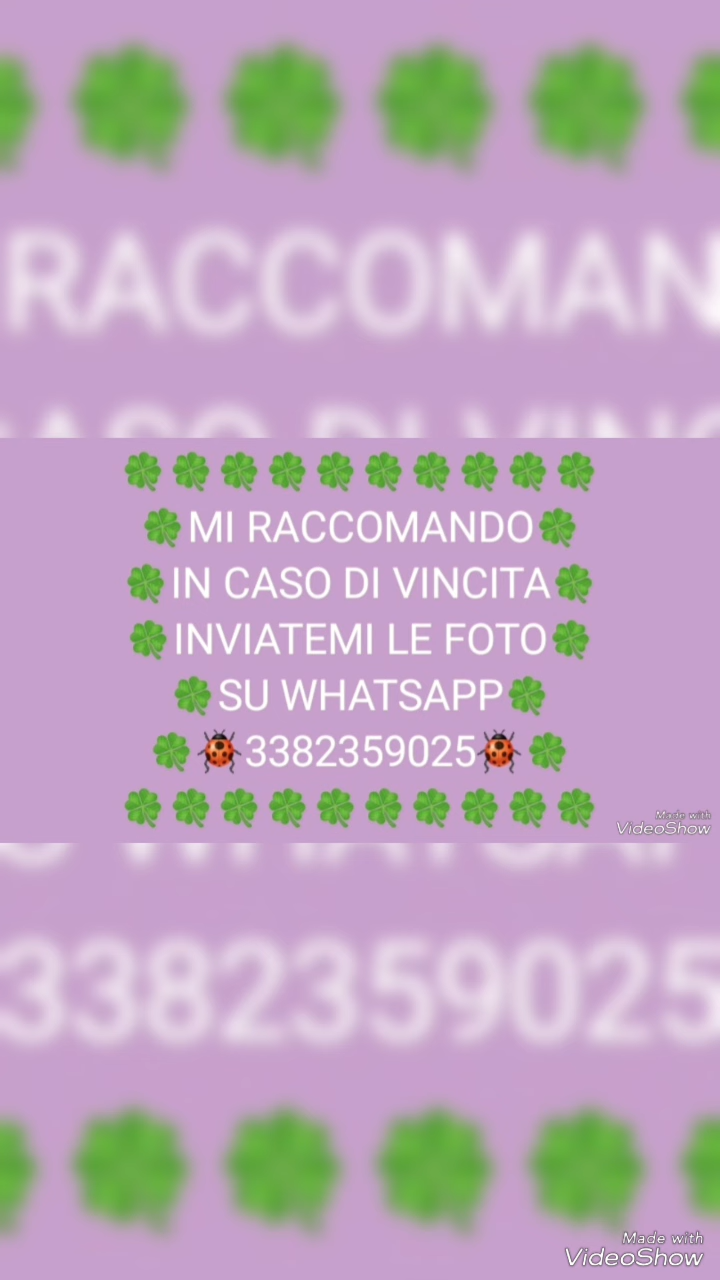 RACCOMAN
🍀MI RACCOMANDO🍀
🍀IN CASO DI VINCITA🍀
🍀INVIATEMI LE FOTO🍀
🍀SU WHATSAPP🍀
🍀🐞3382359025🐞🍀
Made with
VideoShow
3382359025
Made with
VideoShow